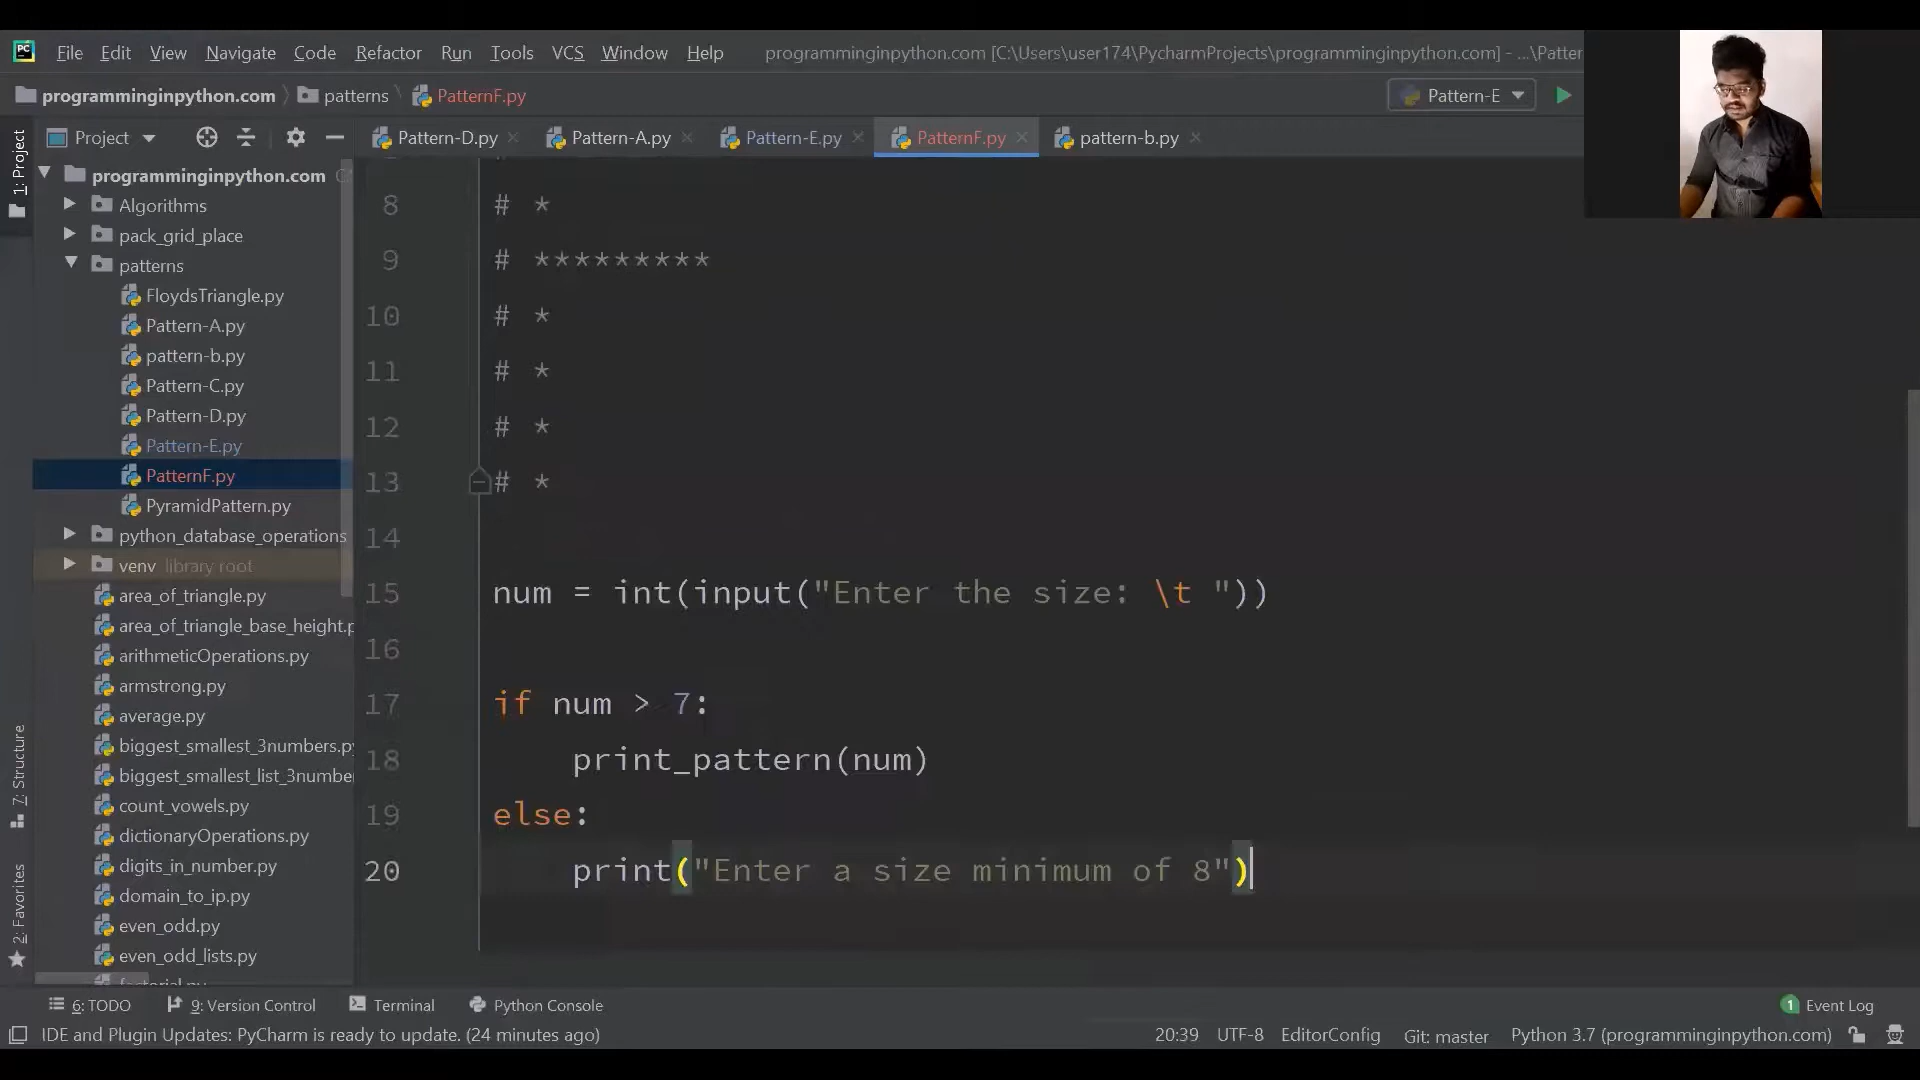 PC File Edit View Navigate Code Refactor Run Tools VCS Window Help programminginpython.com [C:\Users\user174\PycharmProjects\programminginpython.com] - ...\Patter
programminginpython.com patterns PatternF.py Pattern-E
Project Pattern-D.py Pattern-A.py Pattern-E.py PatternF.py pattern-b.py
1: Project
7: Structure
2: Favorites
programminginpython.com
Algorithms
pack_grid_place
patterns
FloydsTriangle.py
Pattern-A.py
pattern-b.py
Pattern-C.py
Pattern-D.py
Pattern-E.py
PatternF.py
PyramidPattern.py
python_database_operations
venv library root
area_of_triangle.py
area_of_triangle_base_height.p
arithmeticOperations.py
armstrong.py
average.py
biggest_smallest_3numbers.py
biggest_smallest_list_3number
count_vowels.py
dictionaryOperations.py
digits_in_number.py
domain_to_ip.py
even_odd.py
even_odd_lists.py
8 # *
9 # *********
10 # *
11 # *
12 # *
13 # *
14
15 num = int(input("Enter the size: \t "))
16
17 if num > 7:
18 print_pattern(num)
19 else:
20 print("Enter a size minimum of 8")
6: TODO 9: Version Control Terminal Python Console 1 Event Log
IDE and Plugin Updates: PyCharm is ready to update. (24 minutes ago) 20:39 UTF-8 EditorConfig Git: master Python 3.7 (programminginpython.com)